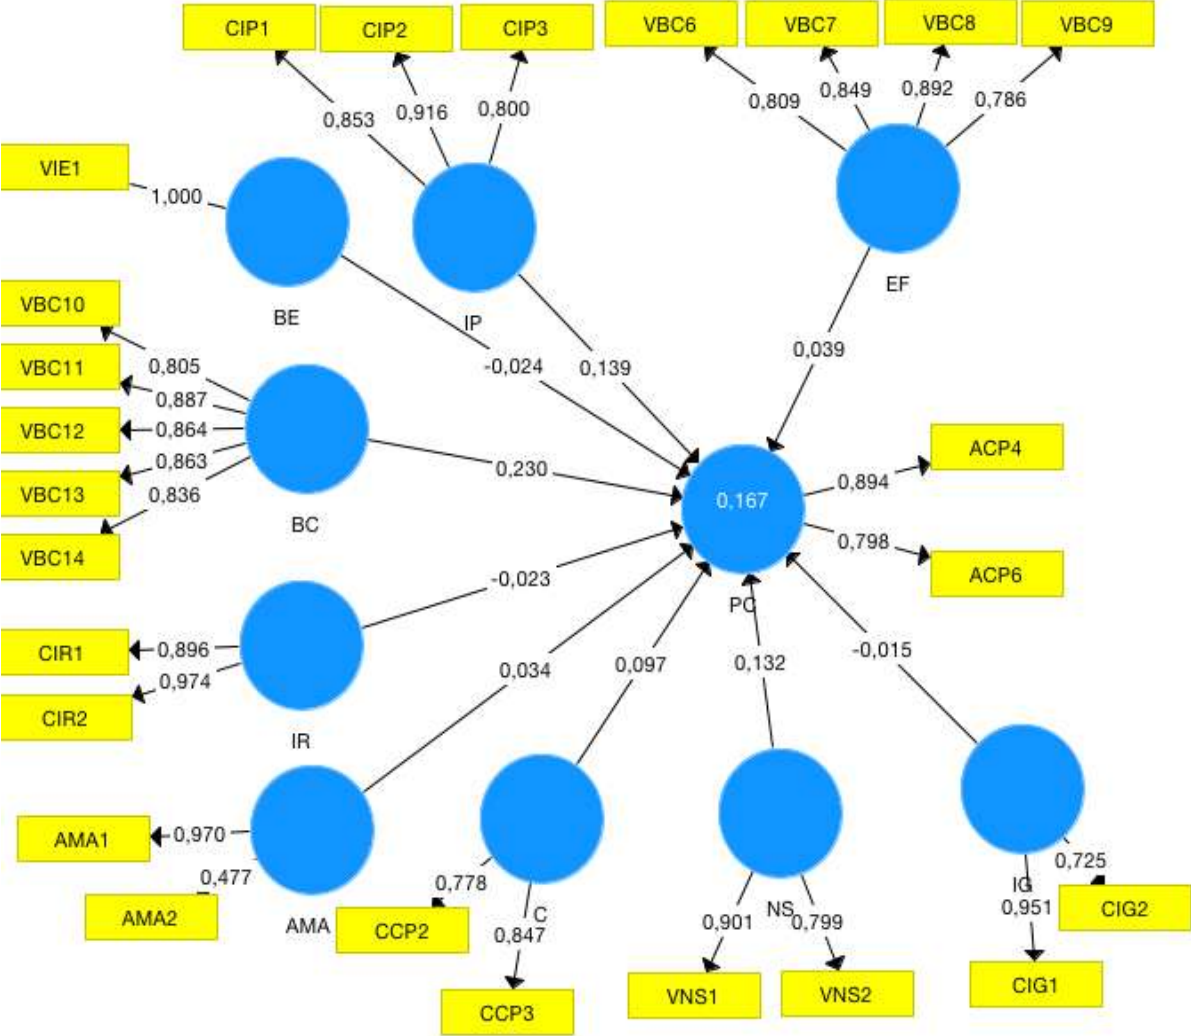 CIP1 CIP2 CIP3 VBC6 VBC7 VBC8 VBC9
0,853 0,916 0,800 0,809 0,849 0,892 0,786
VIE1
1,000
BE
IP
EF
-0,024 0,139 0,039
VBC10
VBC11
VBC12
VBC13
VBC14
0,805
0,887
0,864
0,863
0,836
BC
0,230
0,167
PC
0,894
0,798
ACP4
ACP6
-0,023
CIR1
CIR2
0,896
0,974
IR
0,034 0,097 0,132 -0,015
AMA1
AMA2
0,970
0,477
AMA
CCP2
CCP3
0,778
0,847
C
NS
0,901 0,799
VNS1 VNS2
IG
0,725
0,951
CIG2
CIG1